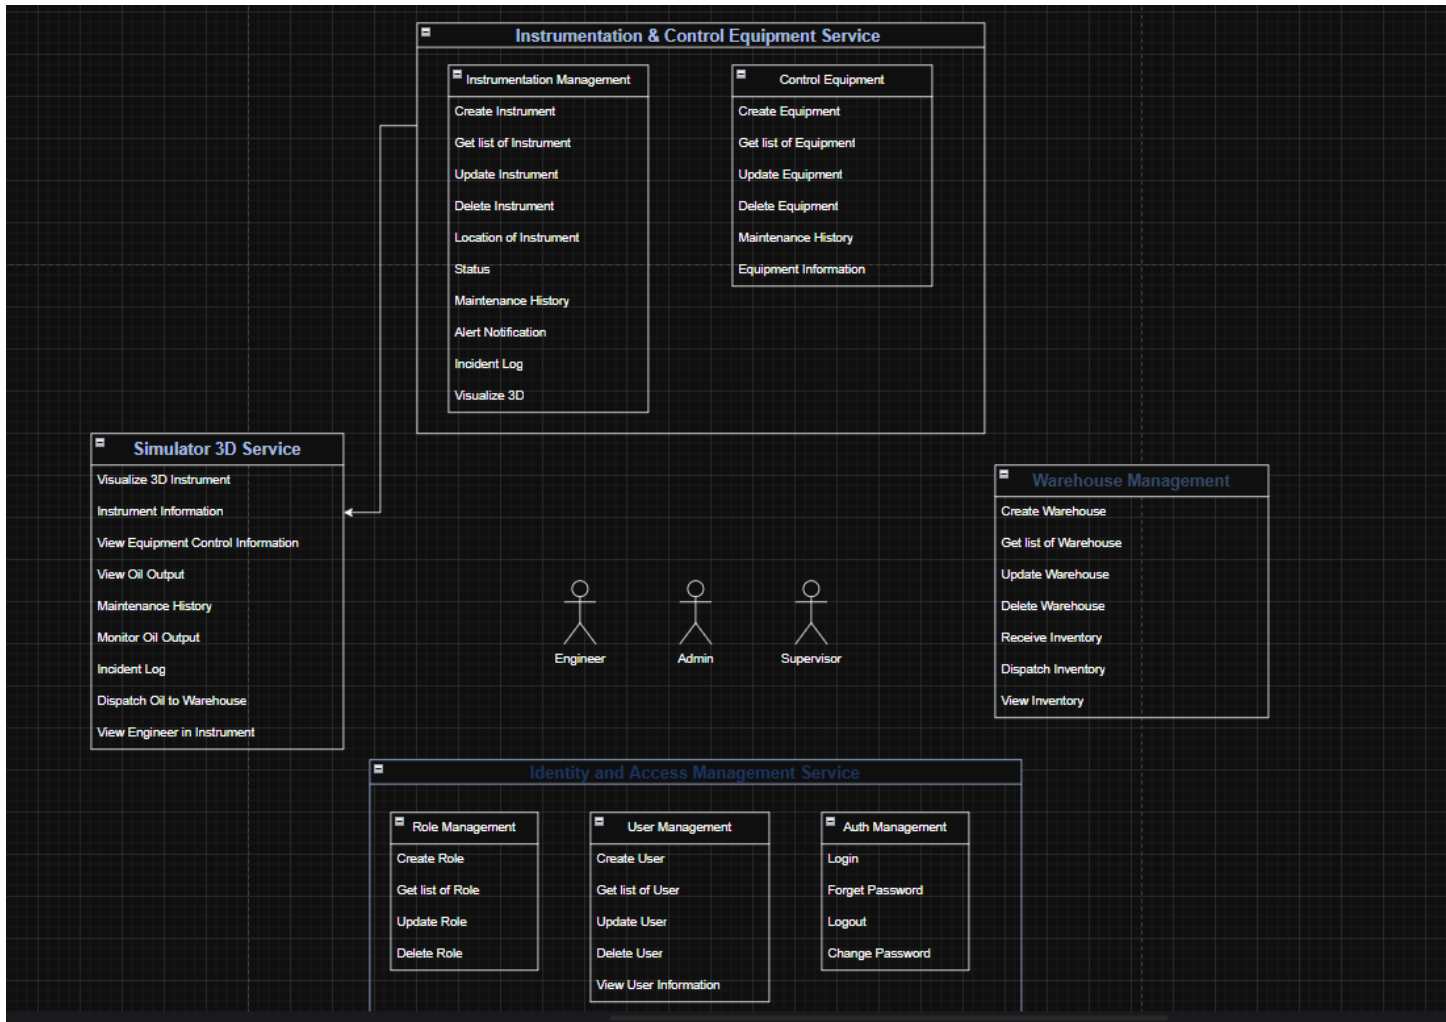 Instrumentation & Control Equipment Service
Instrumentation Management
Create Instrument
Get list of Instrument
Update Instrument
Delete Instrument
Location of Instrument
Status
Maintenance History
Alert Notification
Incident Log
Visualize 3D
Control Equipment
Create Equipment
Get list of Equipment
Update Equipment
Delete Equipment
Maintenance History
Equipment Information
Simulator 3D Service
Visualize 3D Instrument
Instrument Information
View Equipment Control Information
View Oil Output
Maintenance History
Monitor Oil Output
Incident Log
Dispatch Oil to Warehouse
View Engineer in Instrument
Engineer
Admin
Supervisor
Warehouse Management
Create Warehouse
Get list of Warehouse
Update Warehouse
Delete Warehouse
Receive Inventory
Dispatch Inventory
View Inventory
Identity and Access Management Service
Role Management
Create Role
Get list of Role
Update Role
Delete Role
User Management
Create User
Get list of User
Update User
Delete User
View User Information
Auth Management
Login
Forget Password
Logout
Change Password